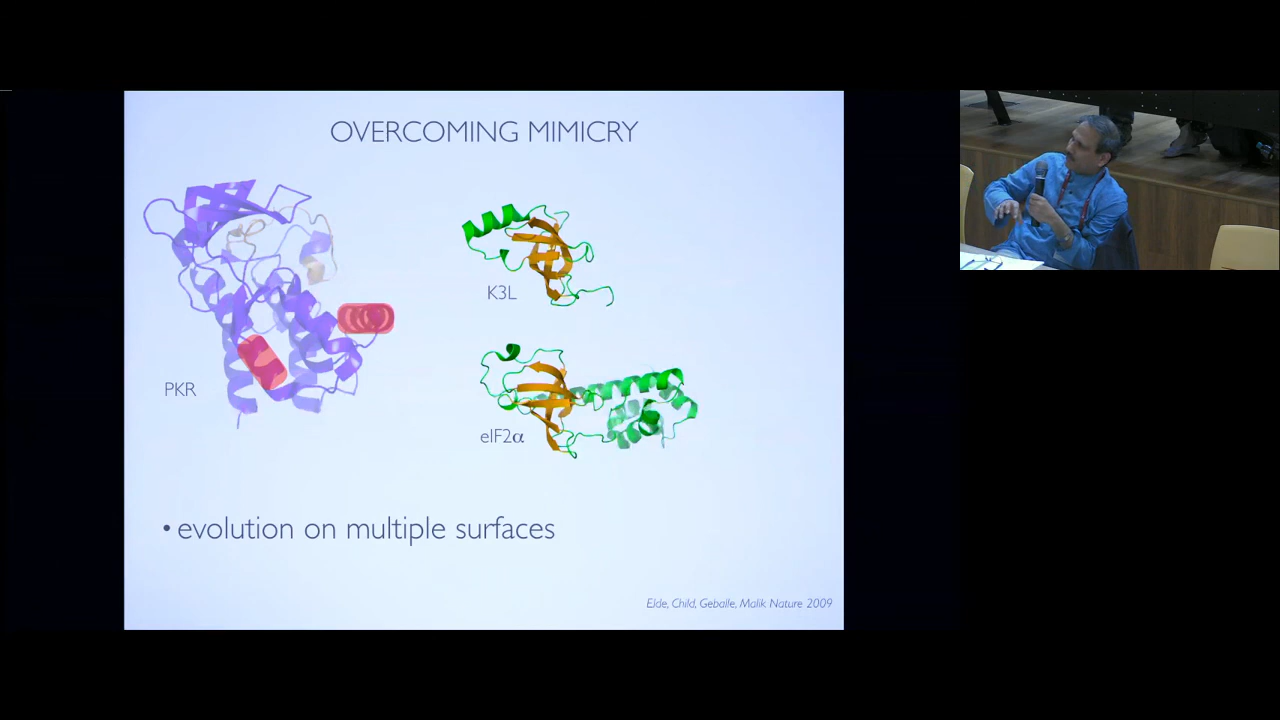 OVERCOMING MIMICRY
K3L
PKR
eIF2α
• evolution on multiple surfaces
Elde, Child, Geballe, Malik Nature 2009